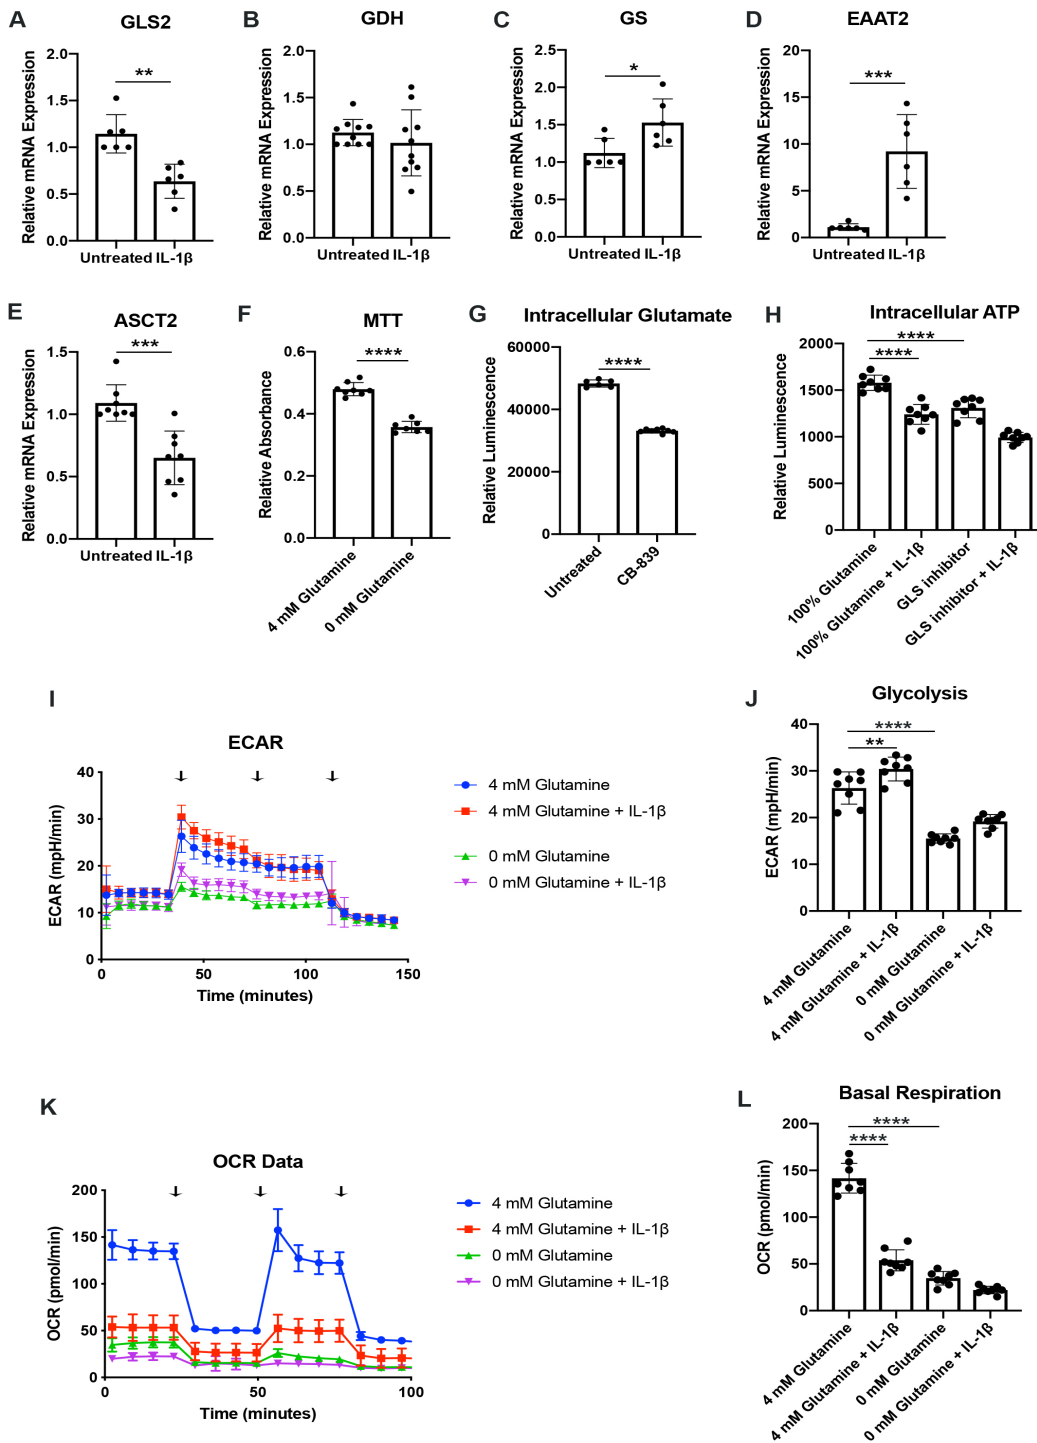 A
GLS2
Relative mRNA Expression
2.0
1.5
1.0
0.5
0.0
**
Untreated IL-1β
B
GDH
Relative mRNA Expression
2.0
1.5
1.0
0.5
0.0
Untreated IL-1β
C
GS
Relative mRNA Expression
2.5
2.0
1.5
1.0
0.5
0.0
*
Untreated IL-1β
D
EAAT2
Relative mRNA Expression
20
15
10
5
0
***
Untreated IL-1β
E
ASCT2
Relative mRNA Expression
1.5
1.0
0.5
0.0
***
Untreated IL-1β
F
MTT
Relative Absorbance
0.6
0.4
0.2
0.0
****
4 mM Glutamine
0 mM Glutamine
G
Intracellular Glutamate
Relative Luminescence
60000
40000
20000
0
****
Untreated
CB-839
H
Intracellular ATP
Relative Luminescence
2000
1500
1000
500
0
****
****
100% Glutamine
100% Glutamine + IL-1β
GLS inhibitor
GLS inhibitor + IL-1β
I
ECAR
ECAR (mpH/min)
40
30
20
10
0
0
50
100
150
Time (minutes)
4 mM Glutamine
4 mM Glutamine + IL-1β
0 mM Glutamine
0 mM Glutamine + IL-1β
J
Glycolysis
ECAR (mpH/min)
40
30
20
10
0
****
**
4 mM Glutamine
4 mM Glutamine + IL-1β
0 mM Glutamine
0 mM Glutamine + IL-1β
K
OCR Data
OCR (pmol/min)
200
150
100
50
0
0
50
100
Time (minutes)
4 mM Glutamine
4 mM Glutamine + IL-1β
0 mM Glutamine
0 mM Glutamine + IL-1β
L
Basal Respiration
OCR (pmol/min)
200
150
100
50
0
****
****
4 mM Glutamine
4 mM Glutamine + IL-1β
0 mM Glutamine
0 mM Glutamine + IL-1β